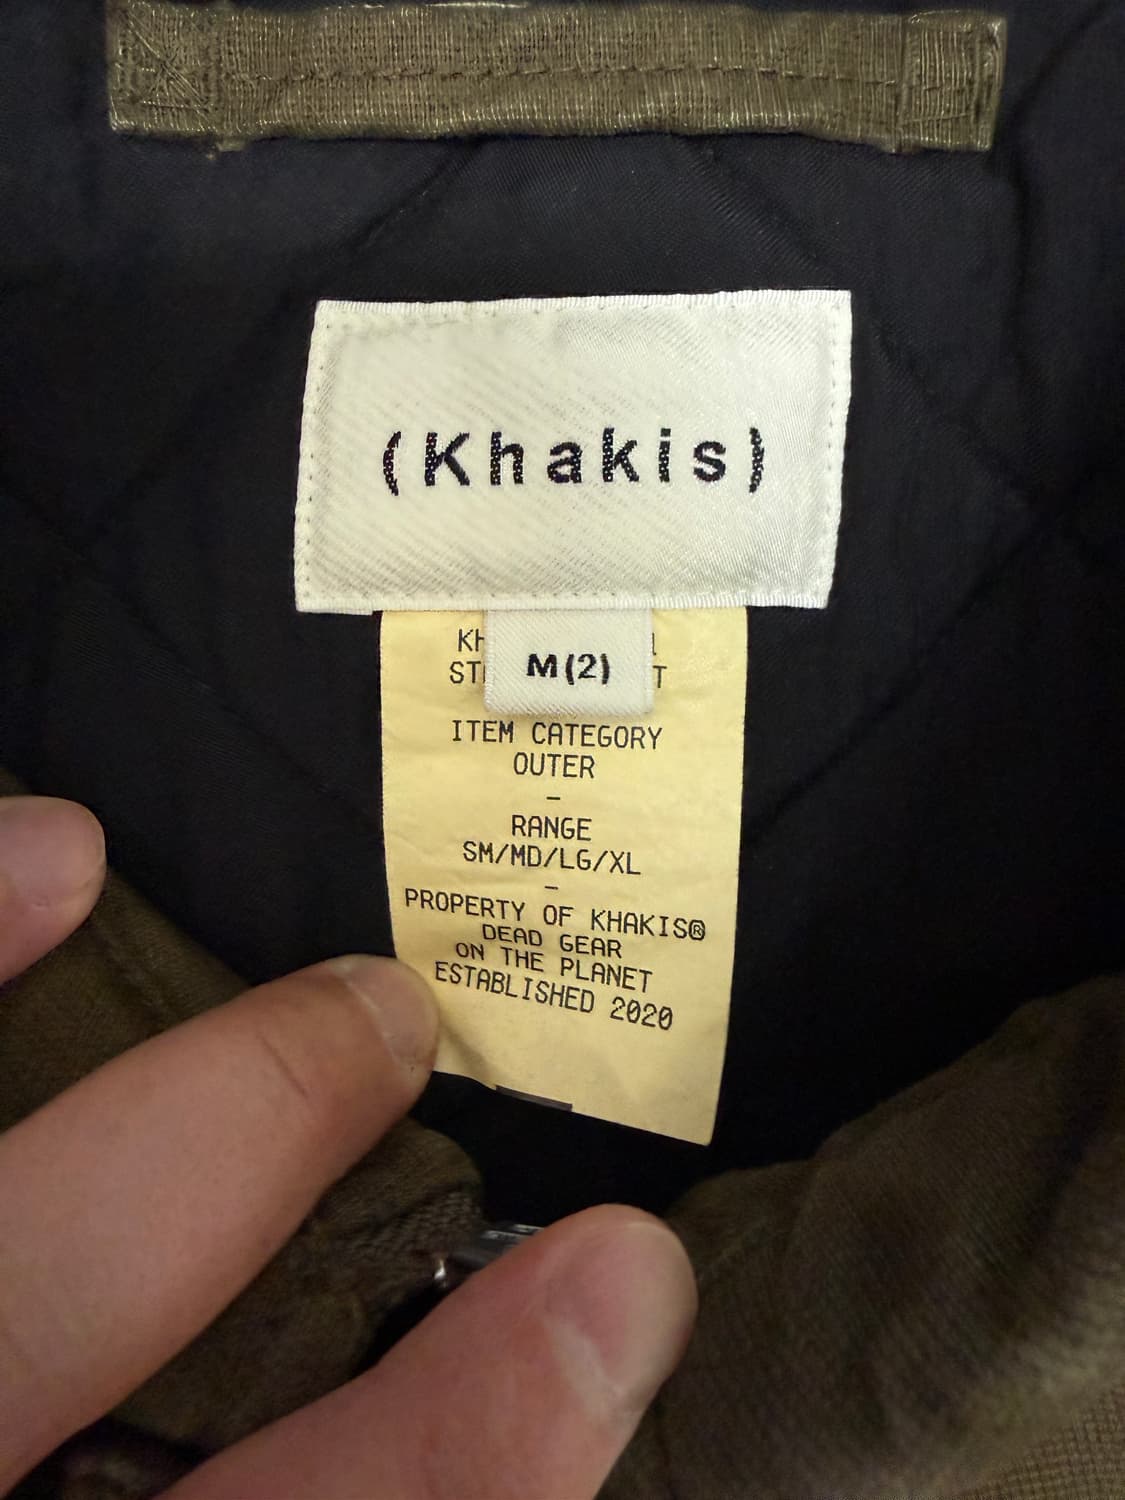 (Khakis)
M(2)
ITEM CATEGORY
OUTER
-
RANGE
SM/MD/LG/XL
-
PROPERTY OF KHAKIS®
DEAD GEAR
ON THE PLANET
ESTABLISHED 2020